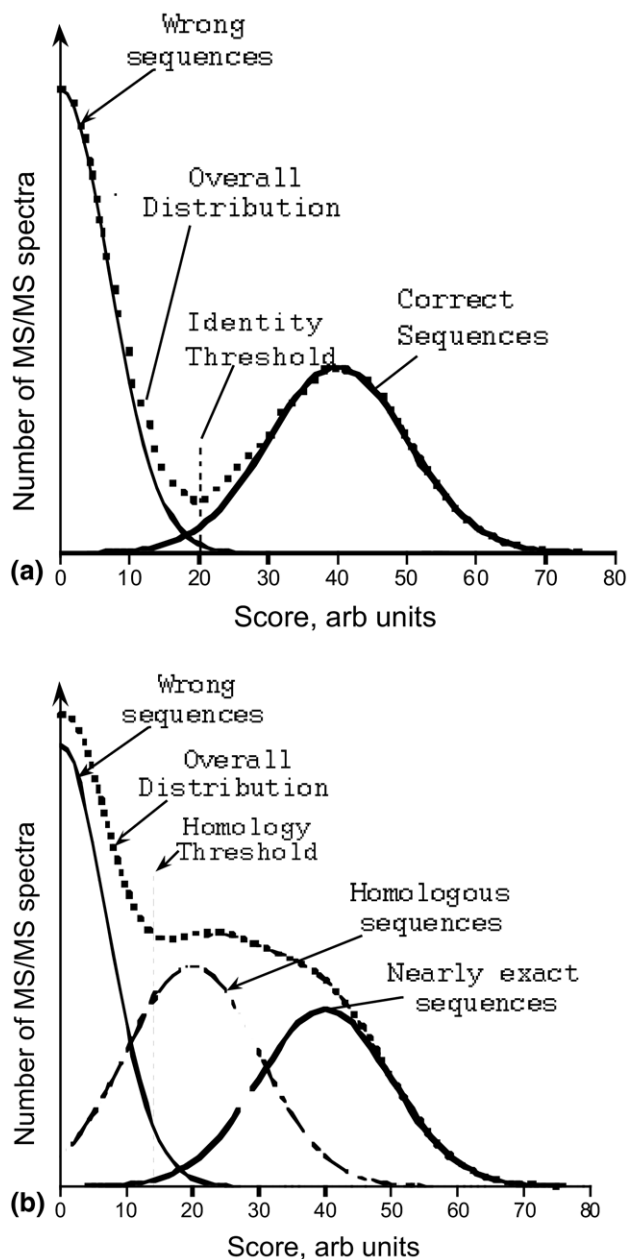 Wrong
sequences
Overall
Distribution
Identity
Threshold
Correct
Sequences
Number of MS/MS spectra
(a)
0 10 20 30 40 50 60 70 80
Score, arb units
Wrong
sequences
Overall
Distribution
Homology
Threshold
Homologous
sequences
Nearly exact
sequences
Number of MS/MS spectra
(b)
0 10 20 30 40 50 60 70 80
Score, arb units